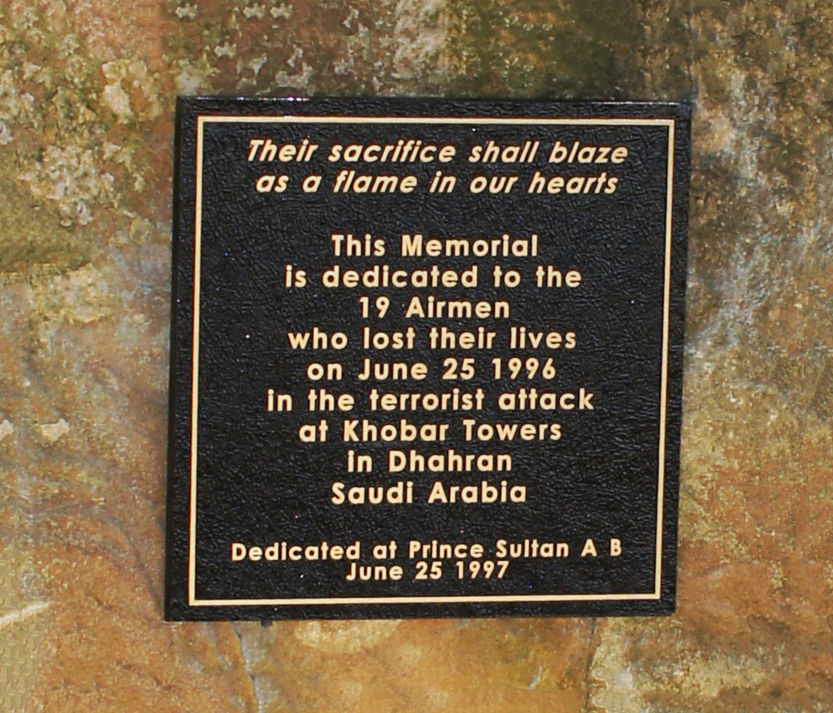 Their sacrifice shall blaze
as a flame in our hearts
This Memorial
is dedicated to the
19 Airmen
who lost their lives
on June 25 1996
in the terrorist attack
at Khobar Towers
in Dhahran
Saudi Arabia
Dedicated at Prince Sultan A B
June 25 1997